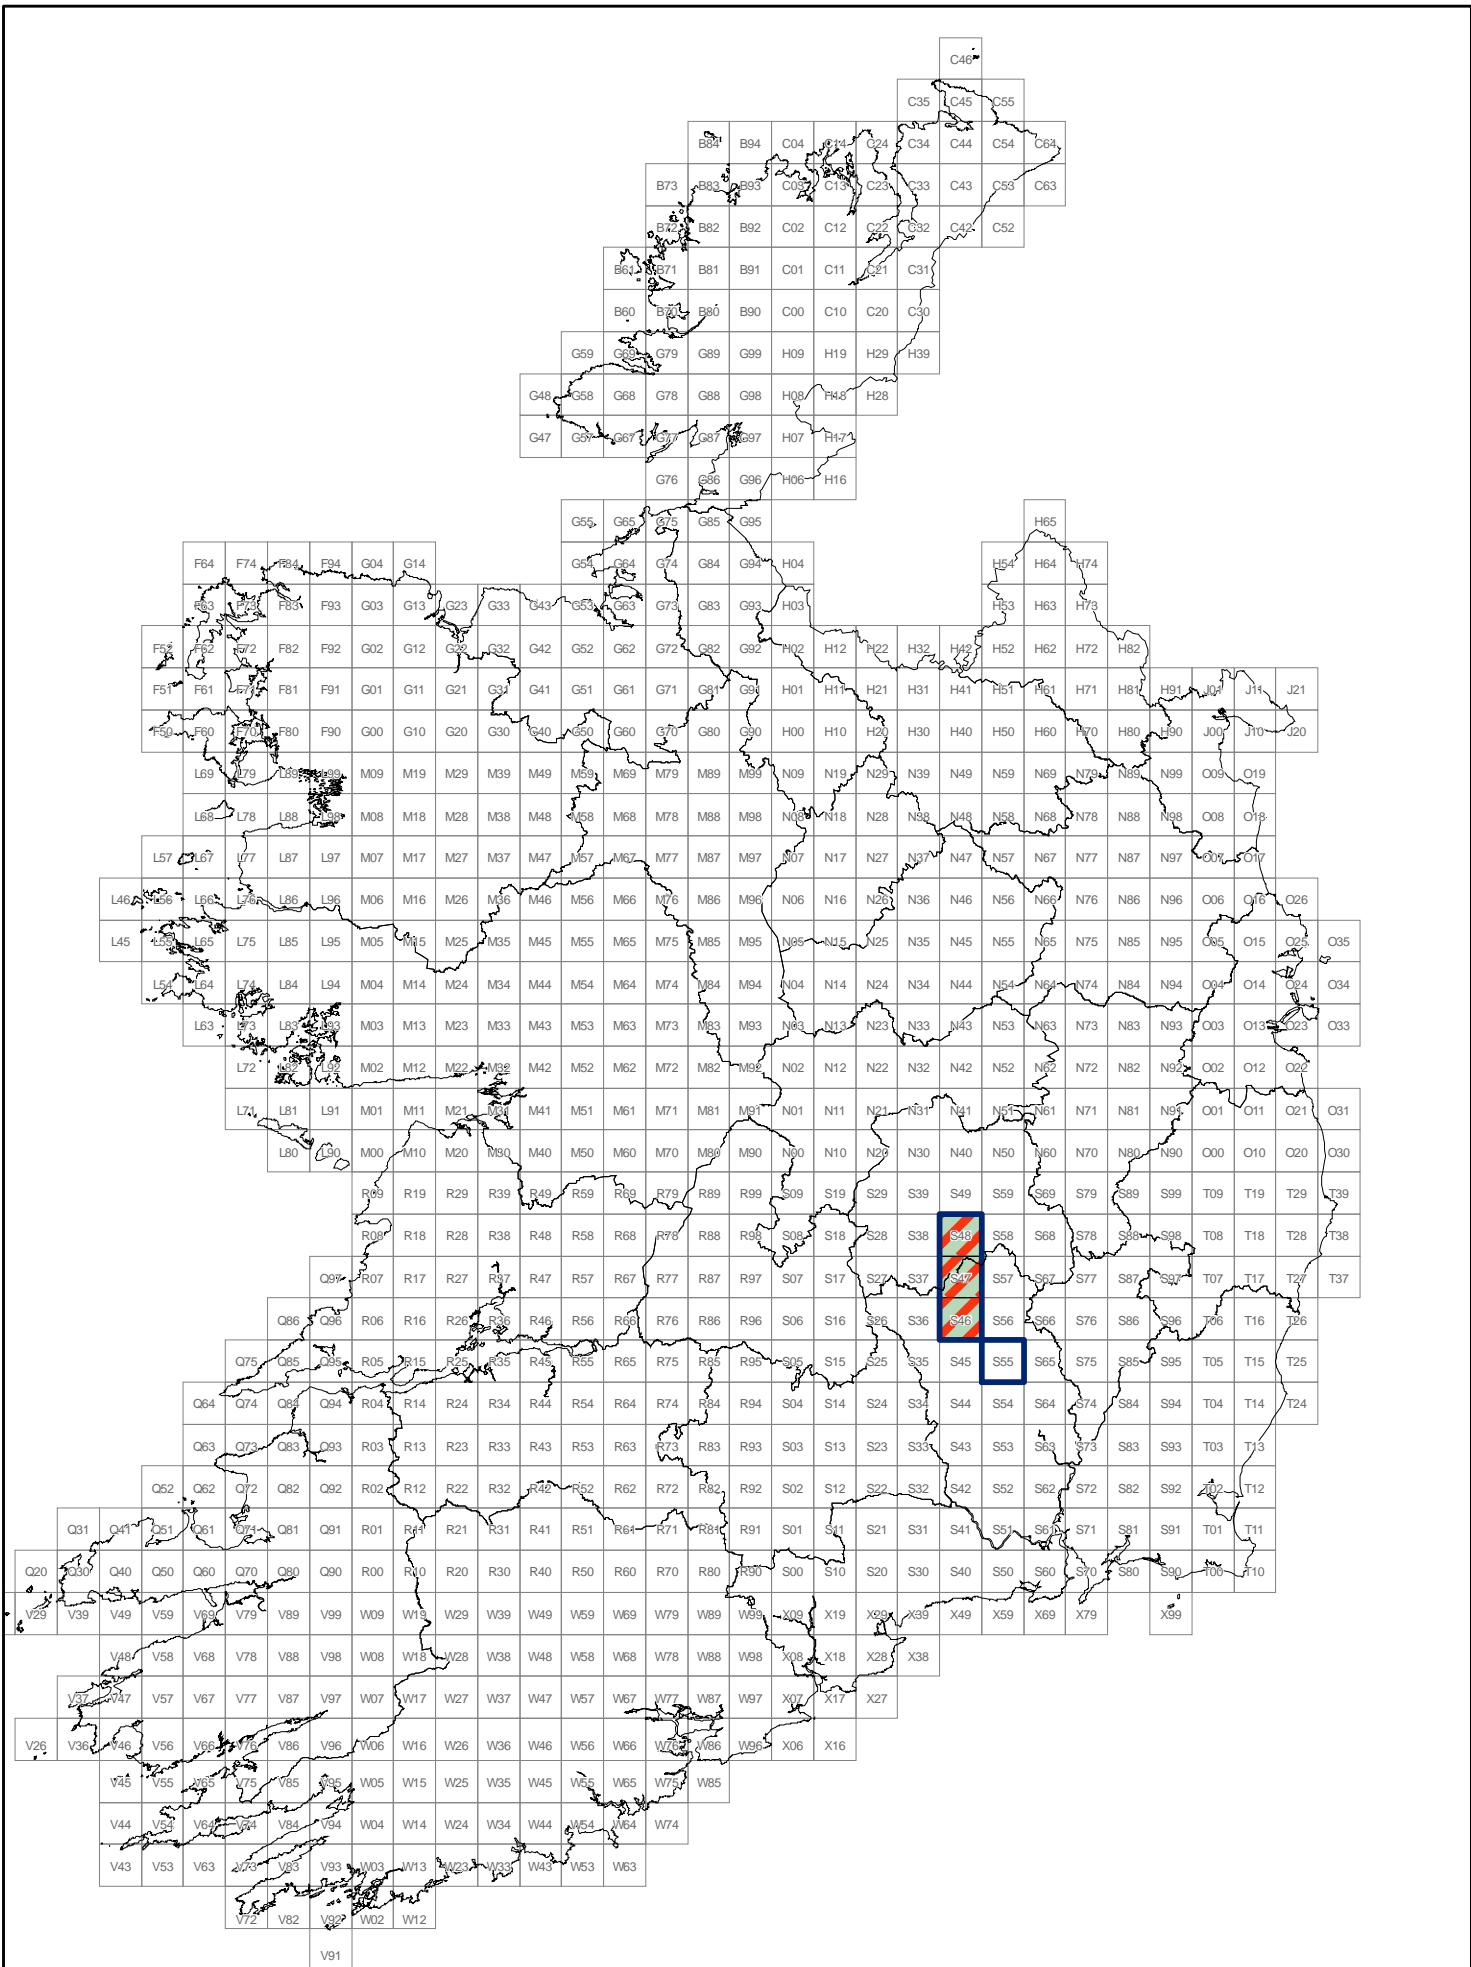 C46
C35 C45 C55
B84 B94 C04 C14 C24 C34 C44 C54 C64
B73 B83 B93 C03 C13 C23 C33 C43 C53 C63
B72 B82 B92 C02 C12 C22 C32 C42 C52
B61 B71 B81 B91 C01 C11 C21 C31
B60 B70 B80 B90 C00 C10 C20 C30
G59 G69 G79 G89 G99 H09 H19 H29 H39
G48 G58 G68 G78 G88 G98 H08 H18 H28
G47 G57 G67 G77 G87 G97 H07 H17
G76 G86 G96 H06 H16
G55 G65 G75 G85 G95 H65
F64 F74 F84 F94 G04 G14 G54 G64 G74 G84 G94 H04 H54 H64 H74
F63 F73 F83 F93 G03 G13 G23 G33 G43 G53 G63 G73 G83 G93 H03 H53 H63 H73
F52 F62 F72 F82 F92 G02 G12 G22 G32 G42 G52 G62 G72 G82 G92 H02 H12 H22 H32 H42 H52 H62 H72 H82
F51 F61 F71 F81 F91 G01 G11 G21 G31 G41 G51 G61 G71 G81 G91 H01 H11 H21 H31 H41 H51 H61 H71 H81 H91 J01 J11 J21
F50 F60 F70 F80 F90 G00 G10 G20 G30 G40 G50 G60 G70 G80 G90 H00 H10 H20 H30 H40 H50 H60 H70 H80 H90 J00 J10 J20
L69 L79 L89 L99 M09 M19 M29 M39 M49 M59 M69 M79 M89 M99 N09 N19 N29 N39 N49 N59 N69 N79 N89 N99 O09 O19
L68 L78 L88 L98 M08 M18 M28 M38 M48 M58 M68 M78 M88 M98 N08 N18 N28 N38 N48 N58 N68 N78 N88 N98 O08 O18
L57 L67 L77 L87 L97 M07 M17 M27 M37 M47 M57 M67 M77 M87 M97 N07 N17 N27 N37 N47 N57 N67 N77 N87 N97 O07 O17
L46 L56 L66 L76 L86 L96 M06 M16 M26 M36 M46 M56 M66 M76 M86 M96 N06 N16 N26 N36 N46 N56 N66 N76 N86 N96 O06 O16 O26
L45 L55 L65 L75 L85 L95 M05 M15 M25 M35 M45 M55 M65 M75 M85 M95 N05 N15 N25 N35 N45 N55 N65 N75 N85 N95 O05 O15 O25 O35
L54 L64 L74 L84 L94 M04 M14 M24 M34 M44 M54 M64 M74 M84 M94 N04 N14 N24 N34 N44 N54 N64 N74 N84 N94 O04 O14 O24 O34
L63 L73 L83 L93 M03 M13 M23 M33 M43 M53 M63 M73 M83 M93 N03 N13 N23 N33 N43 N53 N63 N73 N83 N93 O03 O13 O23 O33
L72 L82 L92 M02 M12 M22 M32 M42 M52 M62 M72 M82 M92 N02 N12 N22 N32 N42 N52 N62 N72 N82 N92 O02 O12 O22
L71 L81 L91 M01 M11 M21 M31 M41 M51 M61 M71 M81 M91 N01 N11 N21 N31 N41 N51 N61 N71 N81 N91 O01 O11 O21 O31
L80 L90 M00 M10 M20 M30 M40 M50 M60 M70 M80 M90 N00 N10 N20 N30 N40 N50 N60 N70 N80 N90 O00 O10 O20 O30
R09 R19 R29 R39 R49 R59 R69 R79 R89 R99 S09 S19 S29 S39 S49 S59 S69 S79 S89 S99 T09 T19 T29 T39
R08 R18 R28 R38 R48 R58 R68 R78 R88 R98 S08 S18 S28 S38 S48 S58 S68 S78 S88 S98 T08 T18 T28 T38
Q97 R07 R17 R27 R37 R47 R57 R67 R77 R87 R97 S07 S17 S27 S37 S47 S57 S67 S77 S87 S97 T07 T17 T27 T37
Q86 Q96 R06 R16 R26 R36 R46 R56 R66 R76 R86 R96 S06 S16 S26 S36 S46 S56 S66 S76 S86 S96 T06 T16 T26
Q75 Q85 Q95 R05 R15 R25 R35 R45 R55 R65 R75 R85 R95 S05 S15 S25 S35 S45 S55 S65 S75 S85 S95 T05 T15 T25
Q64 Q74 Q84 Q94 R04 R14 R24 R34 R44 R54 R64 R74 R84 R94 S04 S14 S24 S34 S44 S54 S64 S74 S84 S94 T04 T14 T24
Q63 Q73 Q83 Q93 R03 R13 R23 R33 R43 R53 R63 R73 R83 R93 S03 S13 S23 S33 S43 S53 S63 S73 S83 S93 T03 T13
Q52 Q62 Q72 Q82 Q92 R02 R12 R22 R32 R42 R52 R62 R72 R82 R92 S02 S12 S22 S32 S42 S52 S62 S72 S82 S92 T02 T12
Q31 Q41 Q51 Q61 Q71 Q81 Q91 R01 R11 R21 R31 R41 R51 R61 R71 R81 R91 S01 S11 S21 S31 S41 S51 S61 S71 S81 S91 T01 T11
Q20 Q30 Q40 Q50 Q60 Q70 Q80 Q90 R00 R10 R20 R30 R40 R50 R60 R70 R80 R90 S00 S10 S20 S30 S40 S50 S60 S70 S80 S90 T00 T10
V29 V39 V49 V59 V69 V79 V89 V99 W09 W19 W29 W39 W49 W59 W69 W79 W89 W99 X09 X19 X29 X39 X49 X59 X69 X79 X99
V48 V58 V68 V78 V88 V98 W08 W18 W28 W38 W48 W58 W68 W78 W88 W98 X08 X18 X28 X38
V37 V47 V57 V67 V77 V87 V97 W07 W17 W27 W37 W47 W57 W67 W77 W87 W97 X07 X17 X27
V26 V36 V46 V56 V66 V76 V86 V96 W06 W16 W26 W36 W46 W56 W66 W76 W86 W96 X06 X16
V45 V55 V65 V75 V85 V95 W05 W15 W25 W35 W45 W55 W65 W75 W85
V44 V54 V64 V74 V84 V94 W04 W14 W24 W34 W44 W54 W64 W74
V43 V53 V63 V73 V83 V93 W03 W13 W23 W33 W43 W53 W63
V72 V82 V92 W02 W12
V91